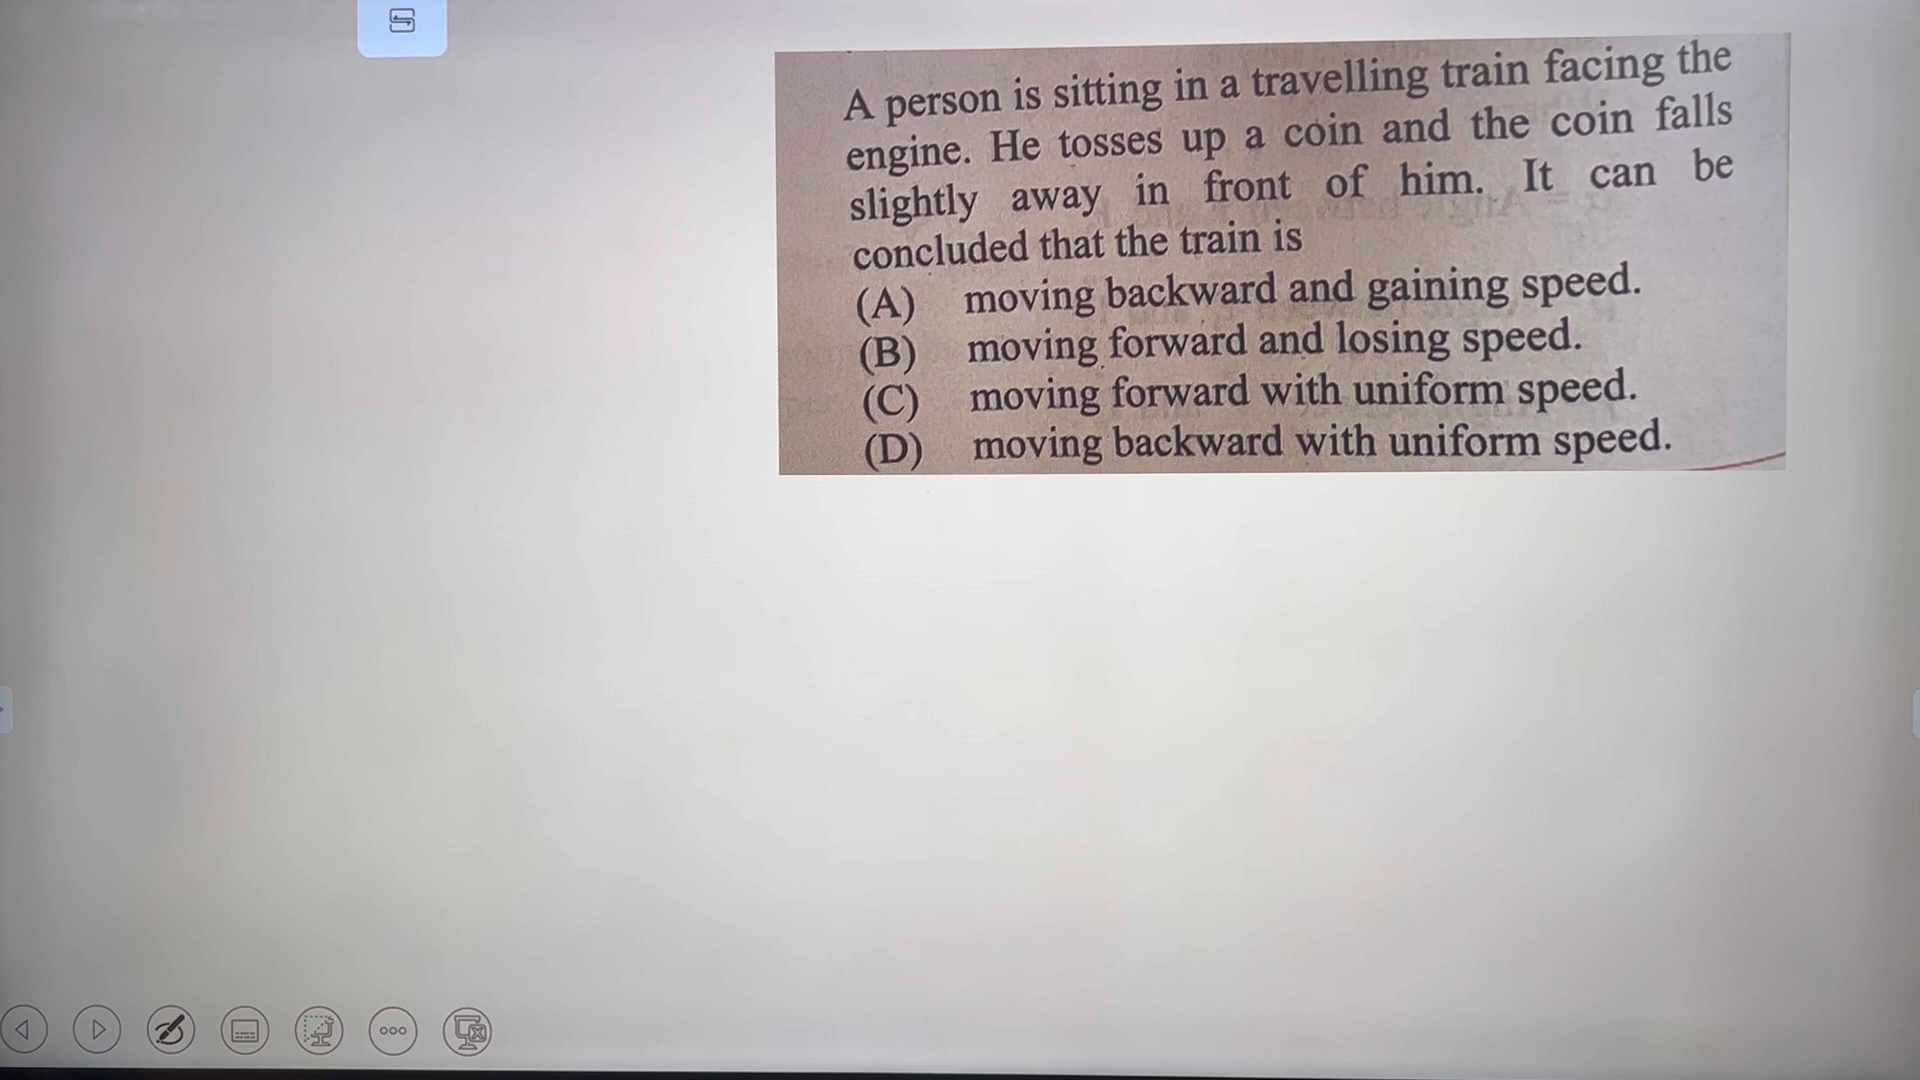 A person is sitting in a travelling train facing the
engine. He tosses up a coin and the coin falls
slightly away in front of him. It can be
concluded that the train is
(A) moving backward and gaining speed.
(B) moving forward and losing speed.
(C) moving forward with uniform speed.
(D) moving backward with uniform speed.